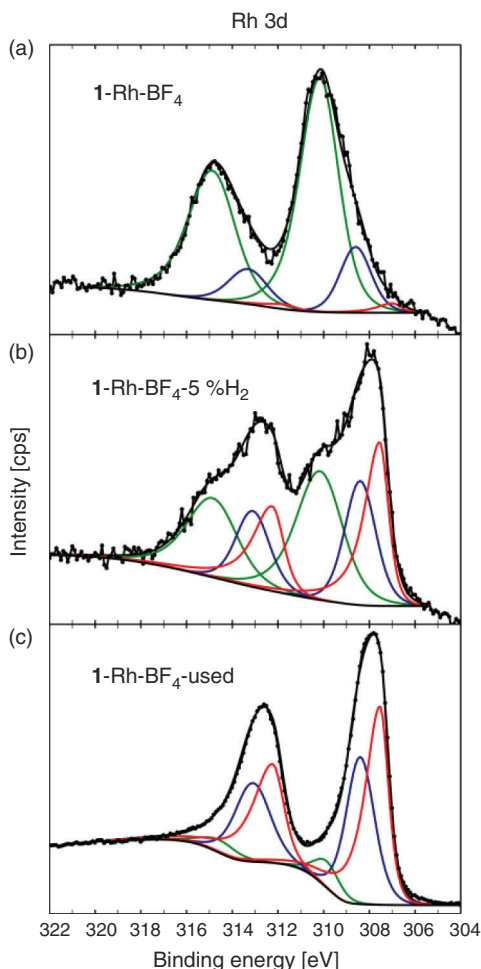 Rh 3d
(a)
1-Rh-BF₄
(b)
1-Rh-BF₄-5 %H₂
Intensity [cps]
(c)
1-Rh-BF₄-used
322 320 318 316 314 312 310 308 306 304
Binding energy [eV]